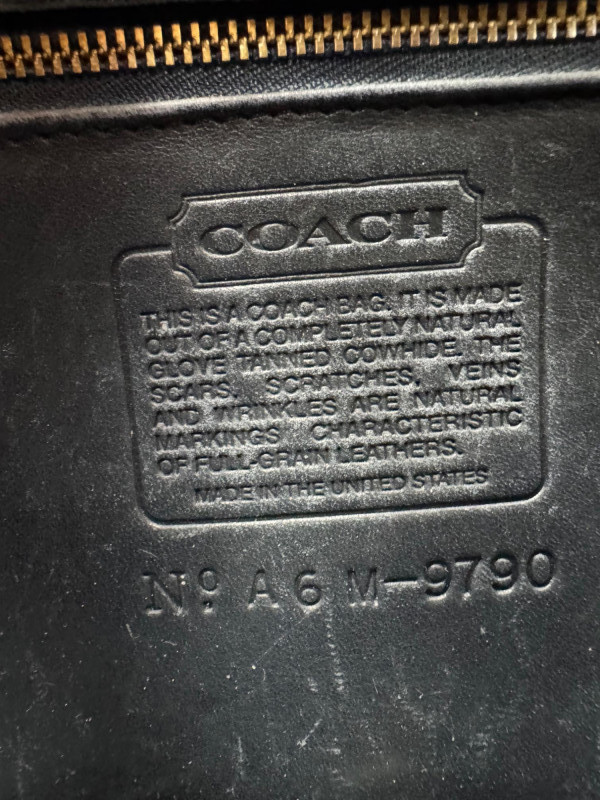 COACH
THIS IS A COACH BAG. IT IS MADE
OUT OF A COMPLETELY NATURAL
GLOVE TANNED COWHIDE. THE
SCARS, SCRATCHES, VEINS
AND WRINKLES ARE NATURAL
MARKINGS CHARACTERISTIC
OF FULL-GRAIN LEATHERS.
MADE IN THE UNITED STATES
Nº A6M-9790